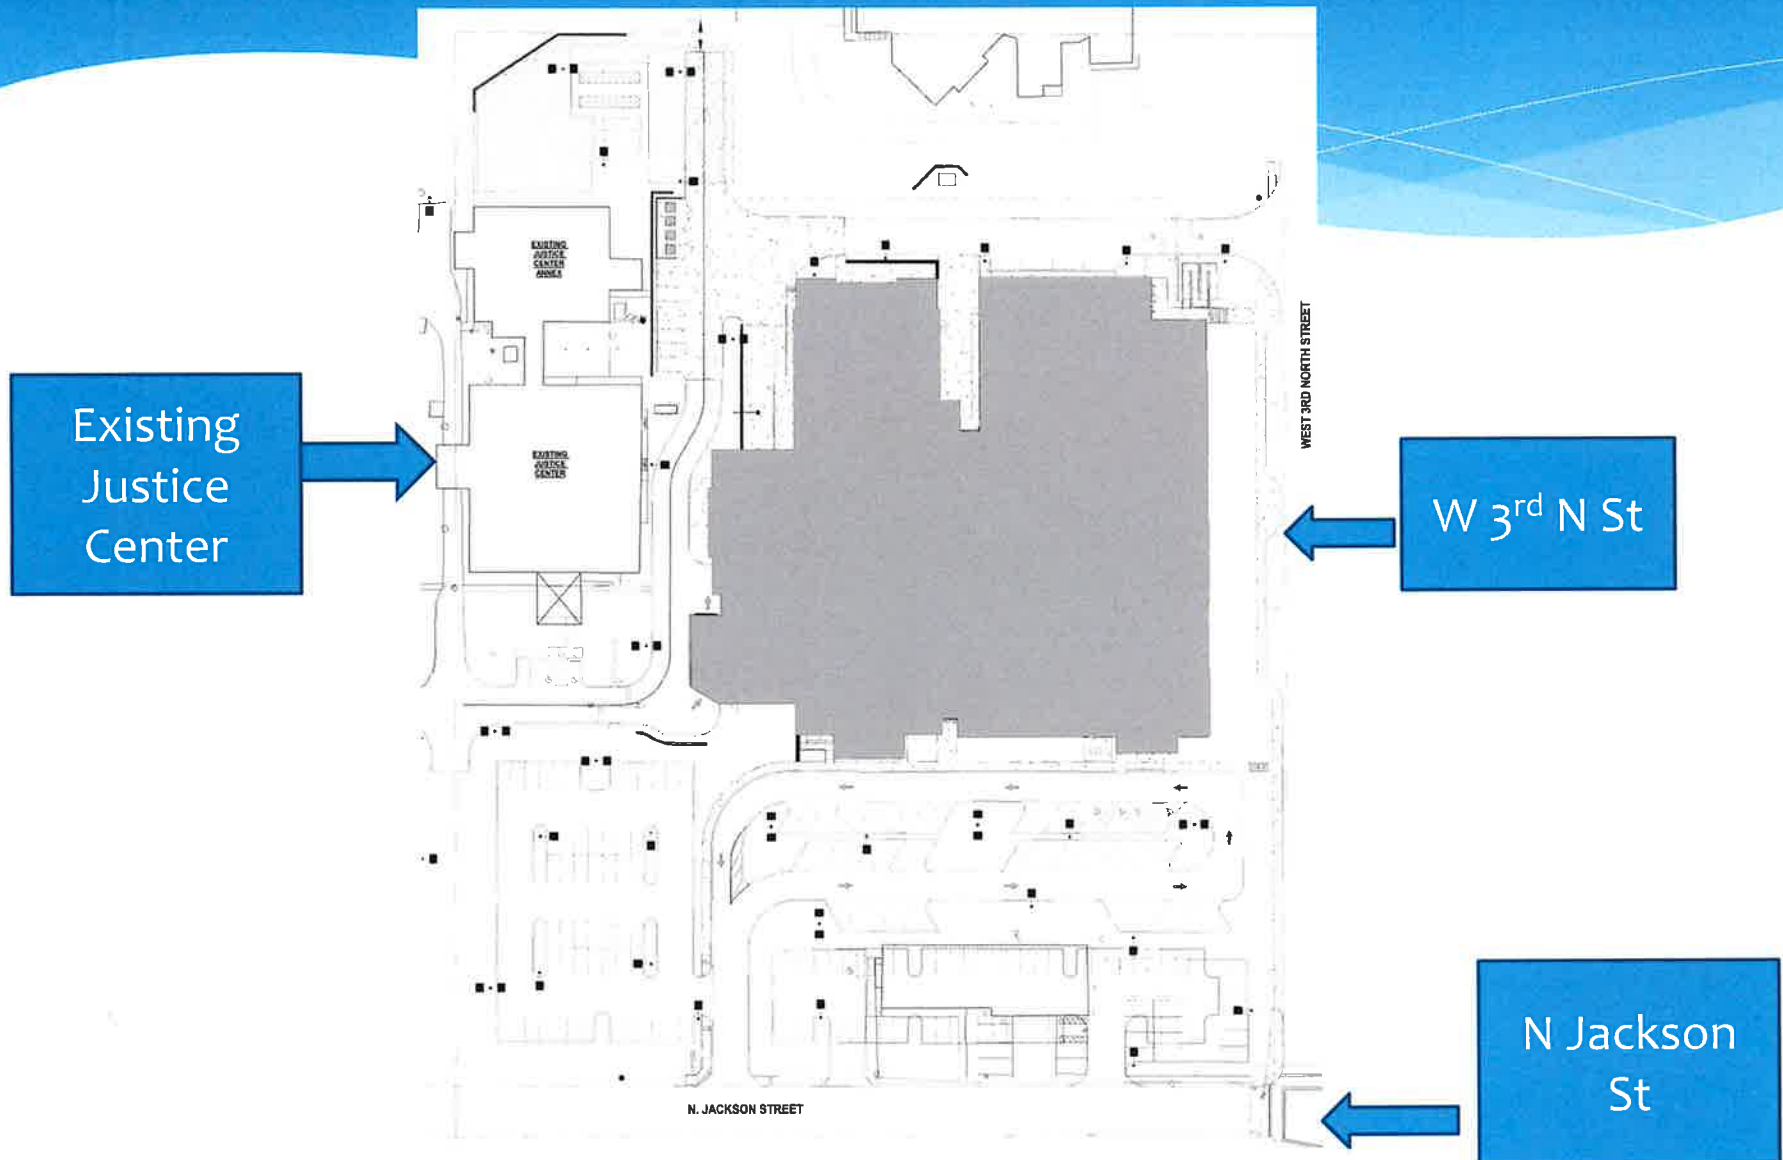 EXISTING
JUSTICE
CENTER
ANNEX
WEST 3RD NORTH STREET
Existing
Justice
Center
EXISTING
JUSTICE
CENTER
W 3rd N St
N Jackson
St
N. JACKSON STREET